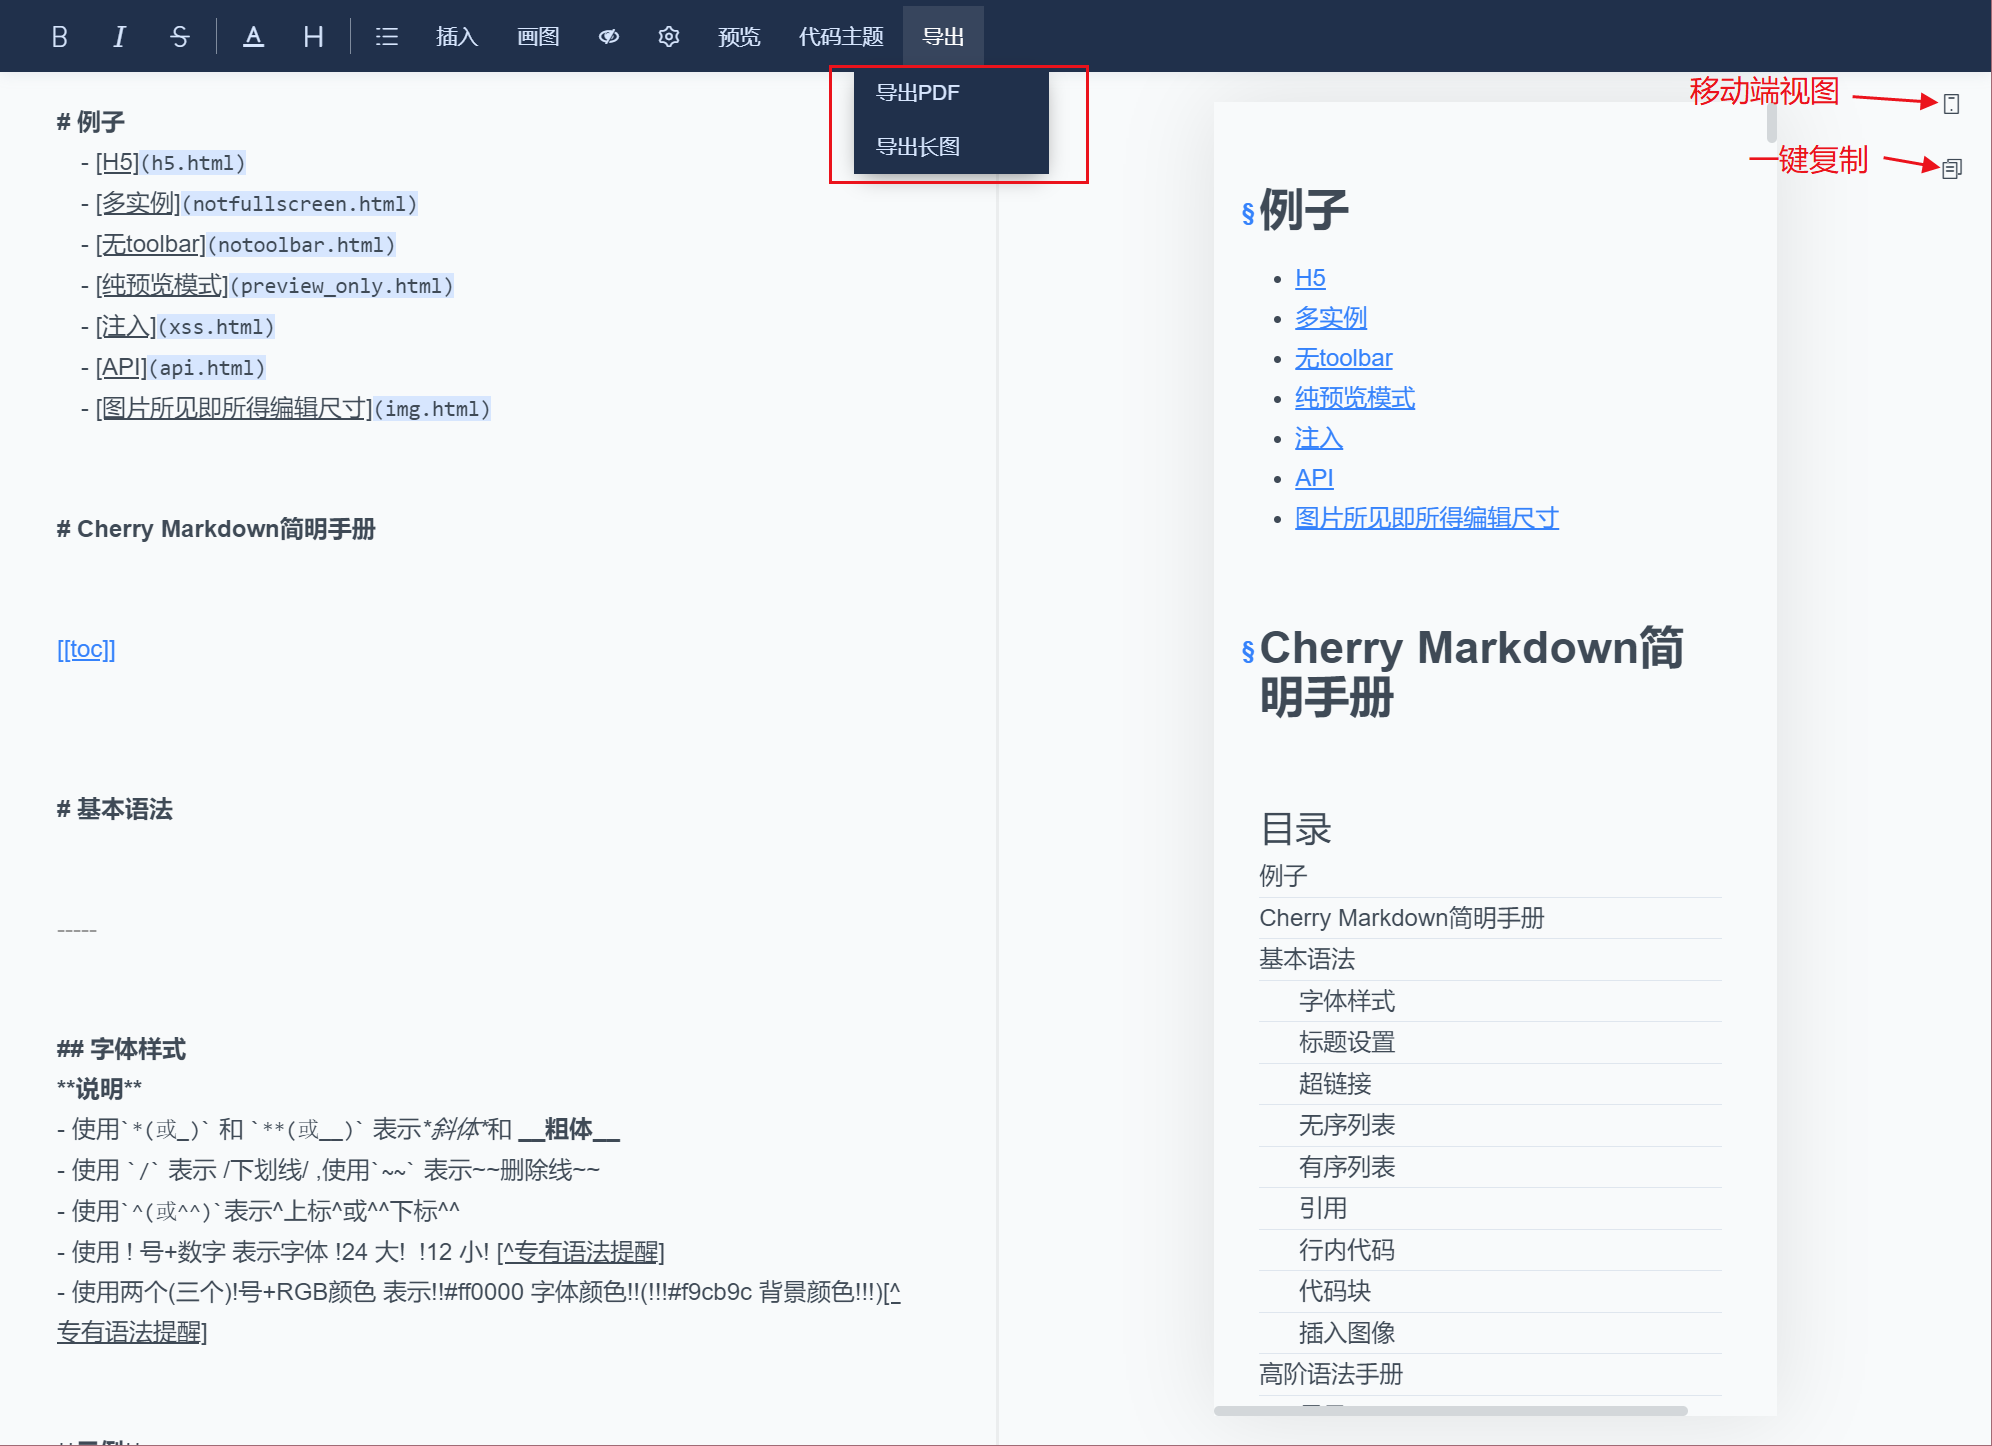 B I S A H 插入 画图 预览 代码主题 导出
导出PDF
导出长图
移动端视图
一键复制
# 例子
- [H5](h5.html)
- [多实例](notfullscreen.html)
- [无toolbar](notoolbar.html)
- [纯预览模式](preview_only.html)
- [注入](xss.html)
- [API](api.html)
- [图片所见即所得编辑尺寸](img.html)
# Cherry Markdown简明手册
[[toc]]
# 基本语法
-----
## 字体样式
**说明**
- 使用`*(或_)` 和 `**(或__)` 表示*斜体*和 __粗体__
- 使用 `/` 表示 /下划线/ ,使用`~~` 表示~~删除线~~
- 使用`^(或^^)`表示^上标^或^^下标^^
- 使用 ! 号+数字 表示字体 !24 大! !12 小! [^专有语法提醒]
- 使用两个(三个)!号+RGB颜色 表示!!#ff0000 字体颜色!!(!!!#f9cb9c 背景颜色!!!)[^
专有语法提醒]
§例子
• H5
• 多实例
• 无toolbar
• 纯预览模式
• 注入
• API
• 图片所见即所得编辑尺寸
§Cherry Markdown简
明手册
目录
例子
Cherry Markdown简明手册
基本语法
字体样式
标题设置
超链接
无序列表
有序列表
引用
行内代码
代码块
插入图像
高阶语法手册